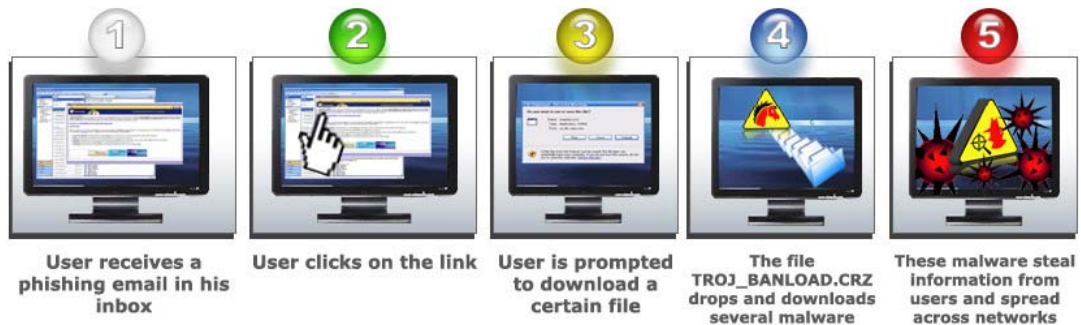 1
2
3
4
5
User receives a
phishing email in his
inbox
User clicks on the link
User is prompted
to download a
certain file
The file
TROJ_BANLOAD.CRZ
drops and downloads
several malware
These malware steal
information from
users and spread
across networks